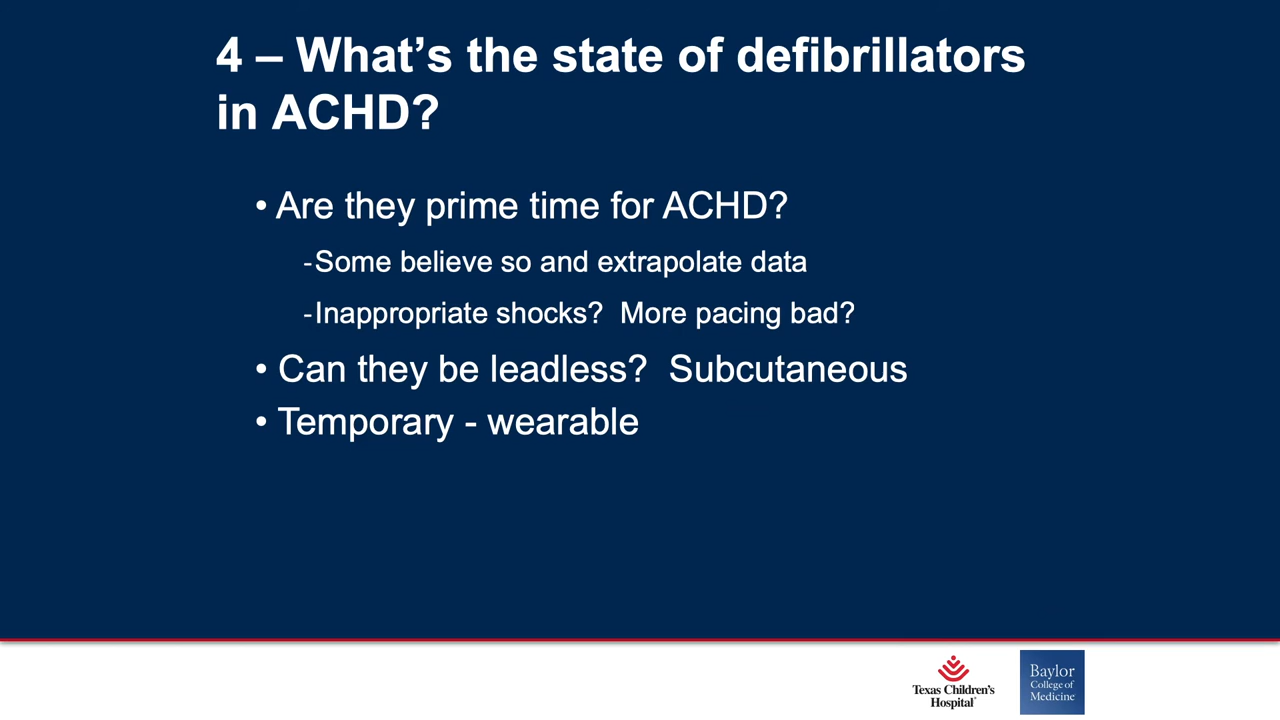 4 – What’s the state of defibrillators
in ACHD?
• Are they prime time for ACHD?
-Some believe so and extrapolate data
-Inappropriate shocks?  More pacing bad?
• Can they be leadless?  Subcutaneous
• Temporary - wearable
Texas Children's
Hospital
Baylor
College of
Medicine